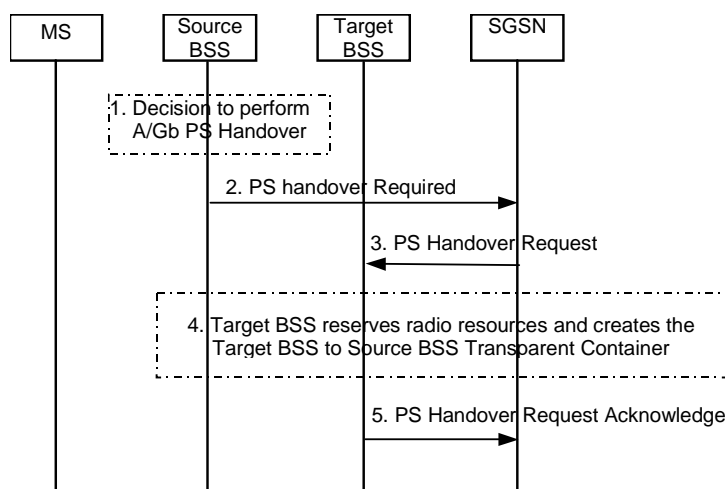 MS
Source
BSS
Target
BSS
SGSN
1. Decision to perform
A/Gb PS Handover
2. PS handover Required
3. PS Handover Request
4. Target BSS reserves radio resources and creates the
Target BSS to Source BSS Transparent Container
5. PS Handover Request Acknowledge